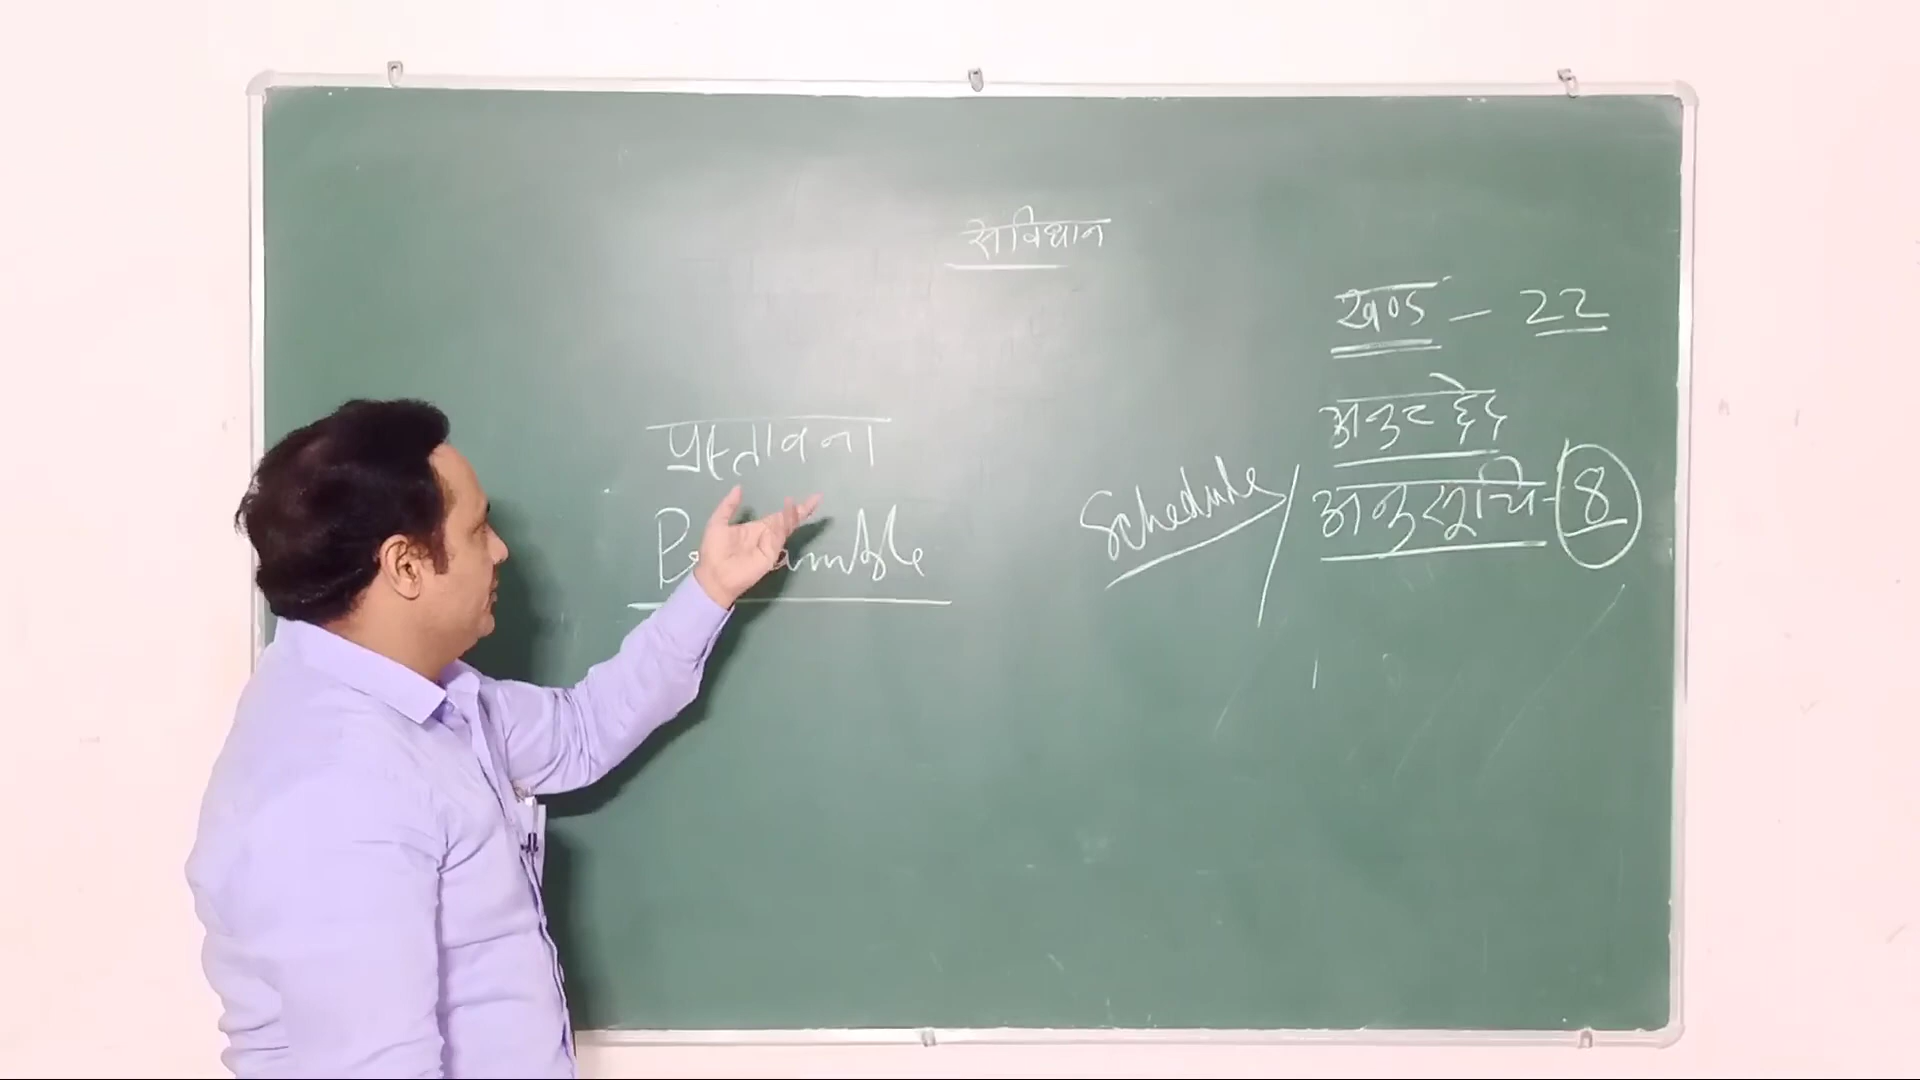 संविधान
खण्ड - 22
प्रस्तावना
अनुच्छेद
Schedule / अनुसूचि - 8